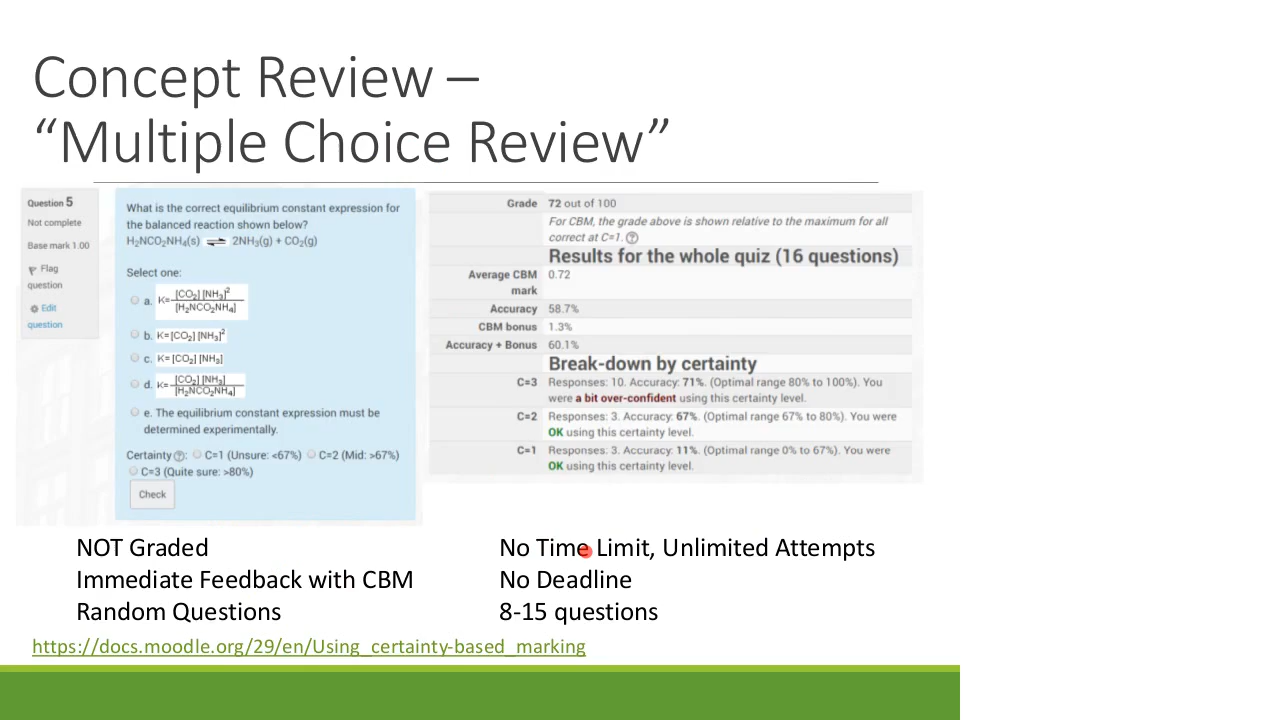 Concept Review –
“Multiple Choice Review”
Question 5
Not complete
Base mark 1.00
Flag
question
Edit
question
What is the correct equilibrium constant expression for
the balanced reaction shown below?
H₂NCO₂NH₄(s) ⇌ 2NH₃(g) + CO₂(g)
Select one:
a. K= [CO₂] [NH₃]²
[H₂NCO₂NH₄]
b. K=[CO₂] [NH₃]²
c. K= [CO₂] [NH₃]
d. K= [CO₂] [NH₃]
[H₂NCO₂NH₄]
e. The equilibrium constant expression must be
determined experimentally.
Certainty ?: C=1 (Unsure: <67%) C=2 (Mid: >67%)
C=3 (Quite sure: >80%)
Check
Grade 72 out of 100
For CBM, the grade above is shown relative to the maximum for all
correct at C=1. ?
Results for the whole quiz (16 questions)
Average CBM 0.72
mark
Accuracy 58.7%
CBM bonus 1.3%
Accuracy + Bonus 60.1%
Break-down by certainty
C=3 Responses: 10. Accuracy: 71%. (Optimal range 80% to 100%). You
were a bit over-confident using this certainty level.
C=2 Responses: 3. Accuracy: 67%. (Optimal range 67% to 80%). You were
OK using this certainty level.
C=1 Responses: 3. Accuracy: 11%. (Optimal range 0% to 67%). You were
OK using this certainty level.
NOT Graded
Immediate Feedback with CBM
Random Questions
No Time Limit, Unlimited Attempts
No Deadline
8-15 questions
https://docs.moodle.org/29/en/Using_certainty-based_marking